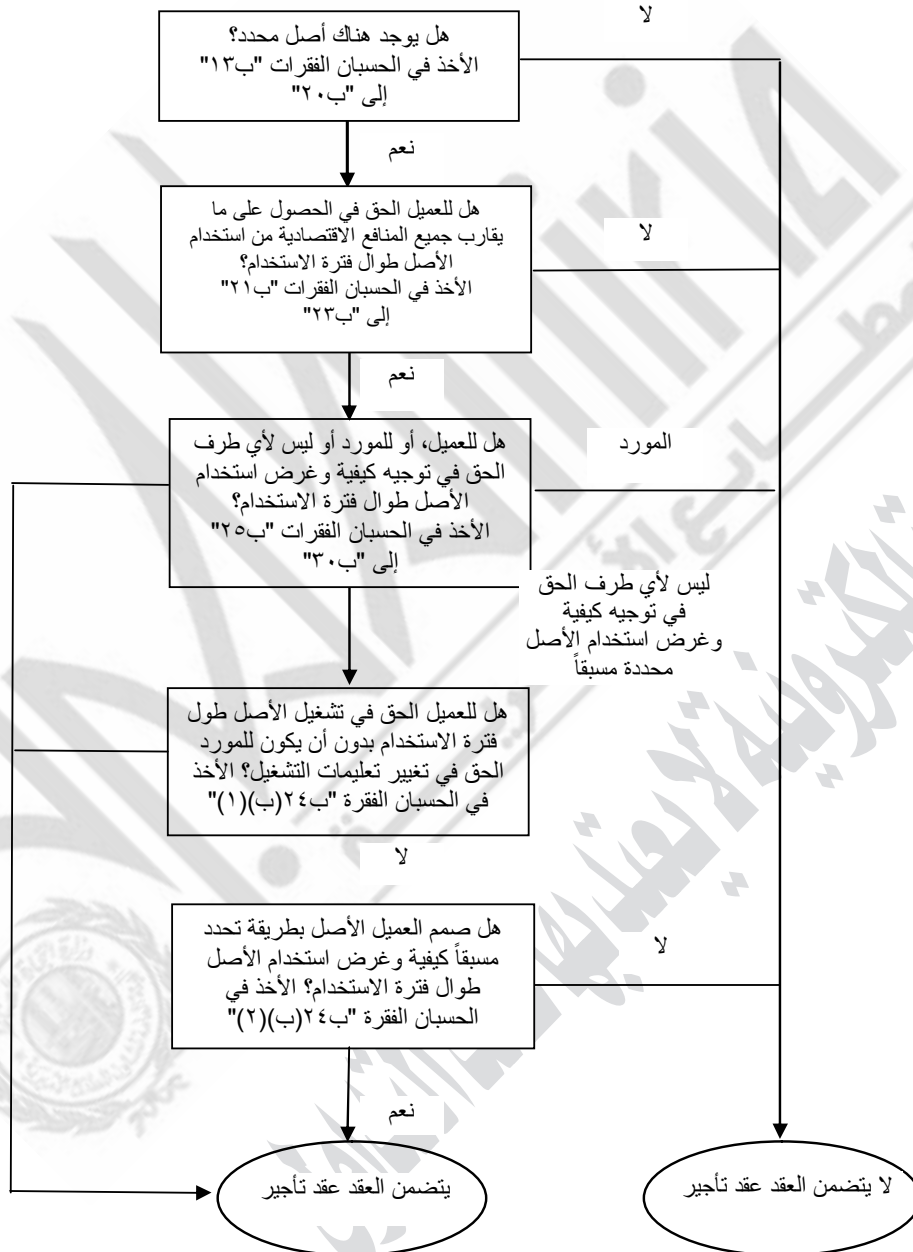 لا
هل يوجد هناك أصل محدد؟
الأخذ في الحسبان الفقرات "ب١٣"
إلى "ب٢٠"
نعم
هل للعميل الحق في الحصول على ما
يقارب جميع المنافع الاقتصادية من استخدام
الأصل طوال فترة الاستخدام؟
الأخذ في الحسبان الفقرات "ب٢١"
إلى "ب٢٣"
لا
نعم
هل للعميل، أو للمورد أو ليس لأي طرف
الحق في توجيه كيفية وغرض استخدام
الأصل طوال فترة الاستخدام؟
الأخذ في الحسبان الفقرات "ب٢٥"
إلى "ب٣٠"
المورد
ليس لأي طرف الحق
في توجيه كيفية
وغرض استخدام الأصل
محددة مسبقاً
هل للعميل الحق في تشغيل الأصل طول
فترة الاستخدام بدون أن يكون للمورد
الحق في تغيير تعليمات التشغيل؟ الأخذ
في الحسبان الفقرة "ب٢٤(ب)(١)"
لا
هل صمم العميل الأصل بطريقة تحدد
مسبقاً كيفية وغرض استخدام الأصل
طوال فترة الاستخدام؟ الأخذ في
الحسبان الفقرة "ب٢٤(ب)(٢)"
لا
نعم
يتضمن العقد عقد تأجير
لا يتضمن العقد عقد تأجير